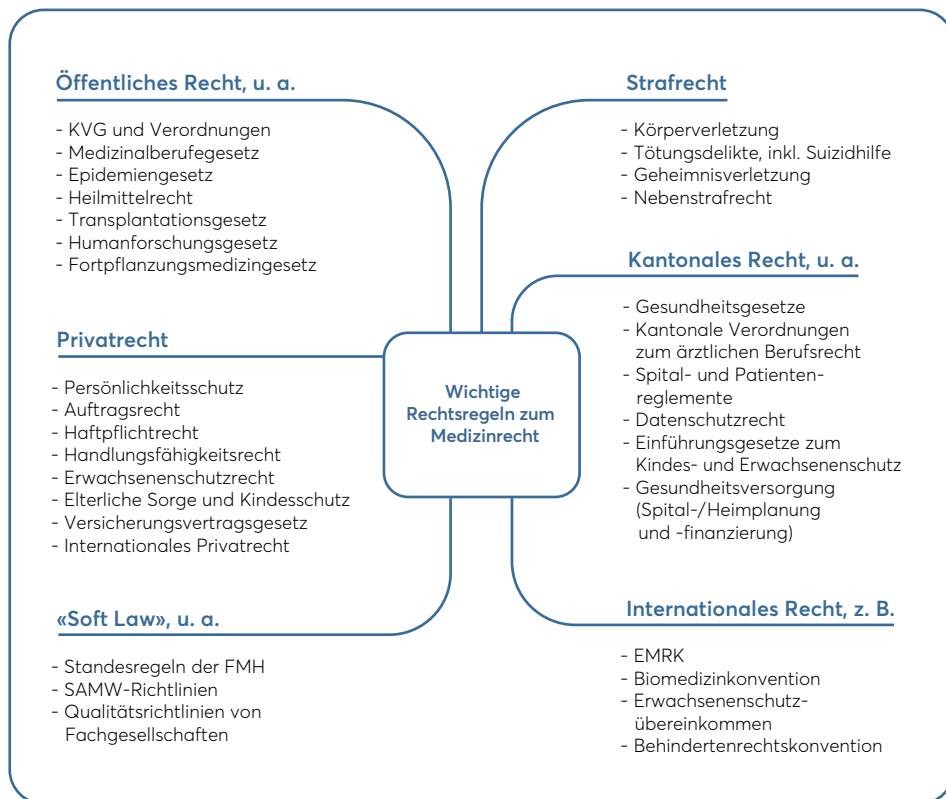 Öffentliches Recht, u. a.
- KVG und Verordnungen
- Medizinalberufegesetz
- Epidemiengesetz
- Heilmittelrecht
- Transplantationsgesetz
- Humanforschungsgesetz
- Fortpflanzungsmedizingesetz
Privatrecht
- Persönlichkeitsschutz
- Auftragsrecht
- Haftpflichtrecht
- Handlungsfähigkeitsrecht
- Erwachsenenschutzrecht
- Elterliche Sorge und Kindesschutz
- Versicherungsvertragsgesetz
- Internationales Privatrecht
«Soft Law», u. a.
- Standesregeln der FMH
- SAMW-Richtlinien
- Qualitätsrichtlinien von
Fachgesellschaften
Wichtige
Rechtsregeln zum
Medizinrecht
Strafrecht
- Körperverletzung
- Tötungsdelikte, inkl. Suizidhilfe
- Geheimnisverletzung
- Nebenstrafrecht
Kantonales Recht, u. a.
- Gesundheitsgesetze
- Kantonale Verordnungen
zum ärztlichen Berufsrecht
- Spital- und Patienten-
reglemente
- Datenschutzrecht
- Einführungsgesetze zum
Kindes- und Erwachsenenschutz
- Gesundheitsversorgung
(Spital-/Heimplanung
und -finanzierung)
Internationales Recht, z. B.
- EMRK
- Biomedizinkonvention
- Erwachsenenschutz-
übereinkommen
- Behindertenrechtskonvention